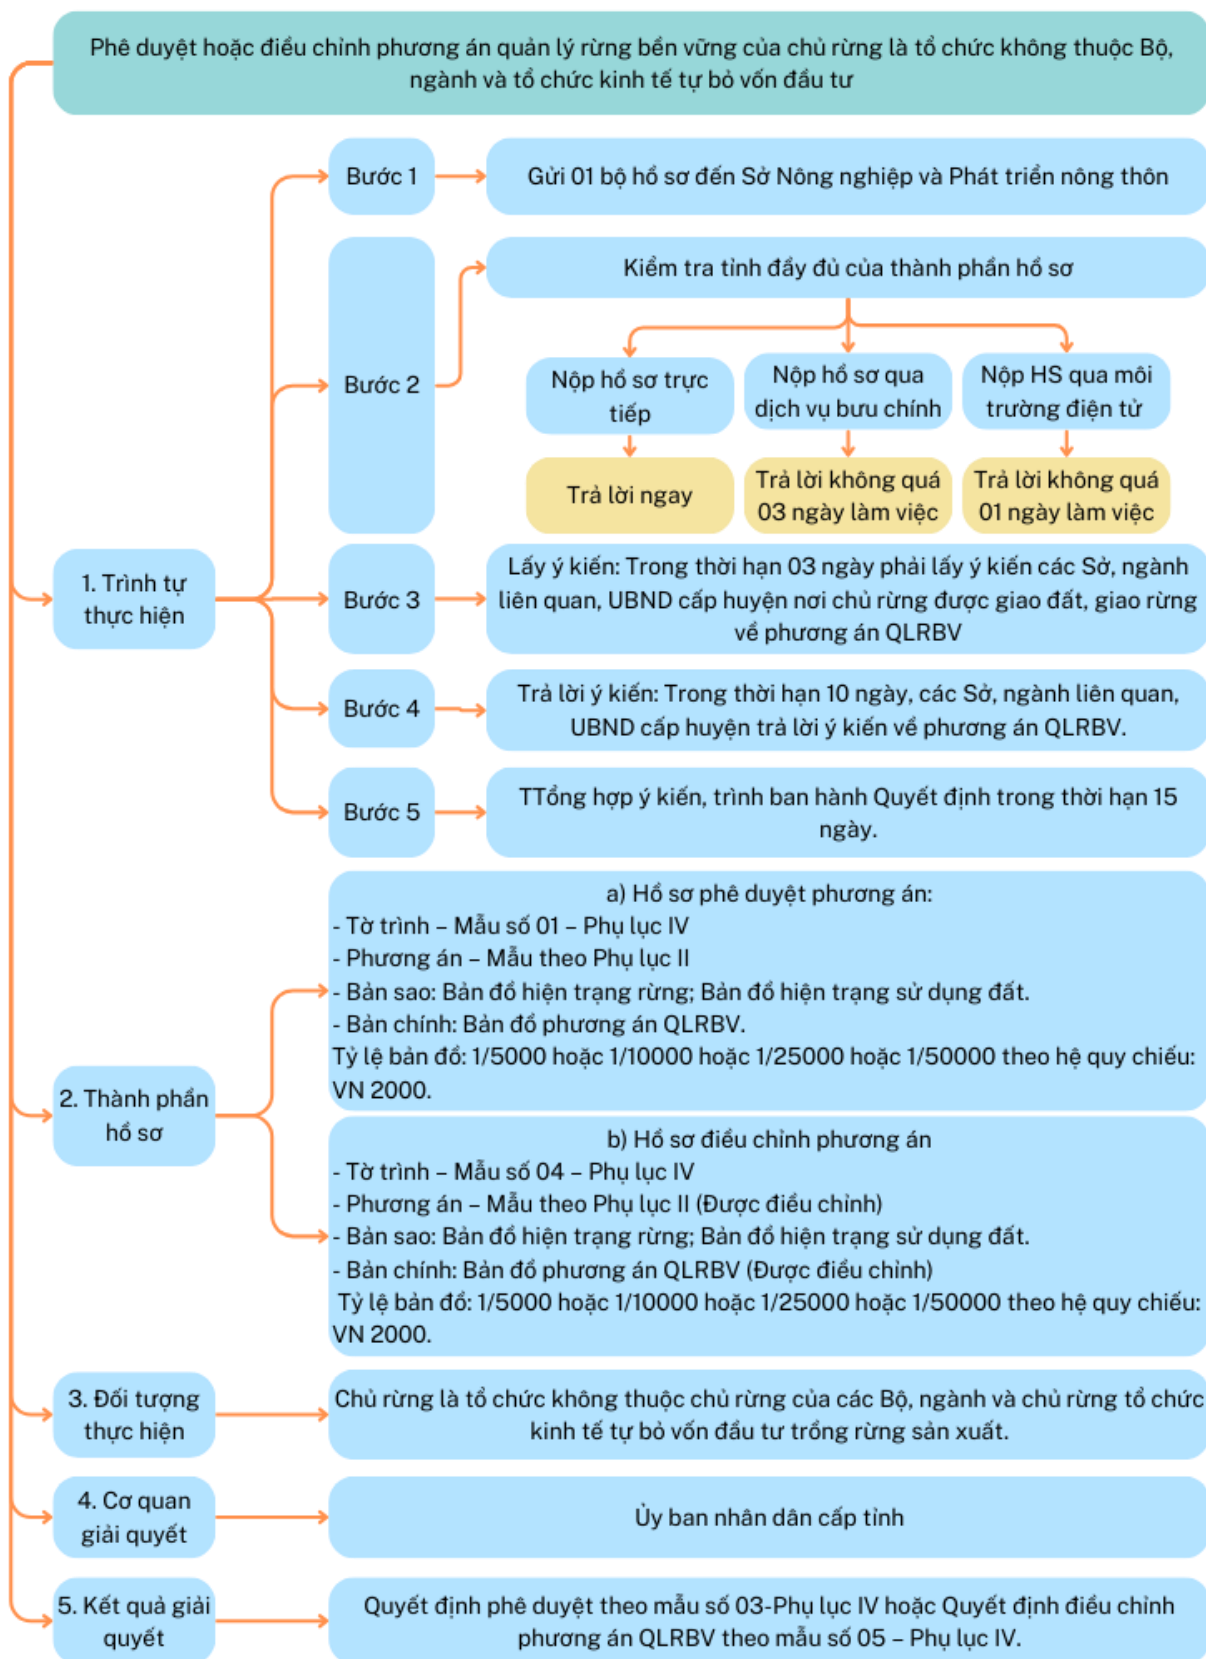 Phê duyệt hoặc điều chỉnh phương án quản lý rừng bền vững của chủ rừng là tổ chức không thuộc Bộ,
ngành và tổ chức kinh tế tự bỏ vốn đầu tư
Bước 1
Gửi 01 bộ hồ sơ đến Sở Nông nghiệp và Phát triển nông thôn
Bước 2
Kiểm tra tính đầy đủ của thành phần hồ sơ
Nộp hồ sơ trực
tiếp
Nộp hồ sơ qua
dịch vụ bưu chính
Nộp HS qua môi
trường điện tử
Trả lời ngay
Trả lời không quá
03 ngày làm việc
Trả lời không quá
01 ngày làm việc
1. Trình tự
thực hiện
Bước 3
Lấy ý kiến: Trong thời hạn 03 ngày phải lấy ý kiến các Sở, ngành
liên quan, UBND cấp huyện nơi chủ rừng được giao đất, giao rừng
về phương án QLRBV
Bước 4
Trả lời ý kiến: Trong thời hạn 10 ngày, các Sở, ngành liên quan,
UBND cấp huyện trả lời ý kiến về phương án QLRBV.
Bước 5
TTổng hợp ý kiến, trình ban hành Quyết định trong thời hạn 15
ngày.
2. Thành phần
hồ sơ
a) Hồ sơ phê duyệt phương án:
- Tờ trình – Mẫu số 01 – Phụ lục IV
- Phương án – Mẫu theo Phụ lục II
- Bản sao: Bản đồ hiện trạng rừng; Bản đồ hiện trạng sử dụng đất.
- Bản chính: Bản đồ phương án QLRBV.
Tỷ lệ bản đồ: 1/5000 hoặc 1/10000 hoặc 1/25000 hoặc 1/50000 theo hệ quy chiếu:
VN 2000.
b) Hồ sơ điều chỉnh phương án
- Tờ trình – Mẫu số 04 – Phụ lục IV
- Phương án – Mẫu theo Phụ lục II (Được điều chỉnh)
- Bản sao: Bản đồ hiện trạng rừng; Bản đồ hiện trạng sử dụng đất.
- Bản chính: Bản đồ phương án QLRBV (Được điều chỉnh)
Tỷ lệ bản đồ: 1/5000 hoặc 1/10000 hoặc 1/25000 hoặc 1/50000 theo hệ quy chiếu:
VN 2000.
3. Đối tượng
thực hiện
Chủ rừng là tổ chức không thuộc chủ rừng của các Bộ, ngành và chủ rừng tổ chức
kinh tế tự bỏ vốn đầu tư trồng rừng sản xuất.
4. Cơ quan
giải quyết
Ủy ban nhân dân cấp tỉnh
5. Kết quả giải
quyết
Quyết định phê duyệt theo mẫu số 03-Phụ lục IV hoặc Quyết định điều chỉnh
phương án QLRBV theo mẫu số 05 – Phụ lục IV.